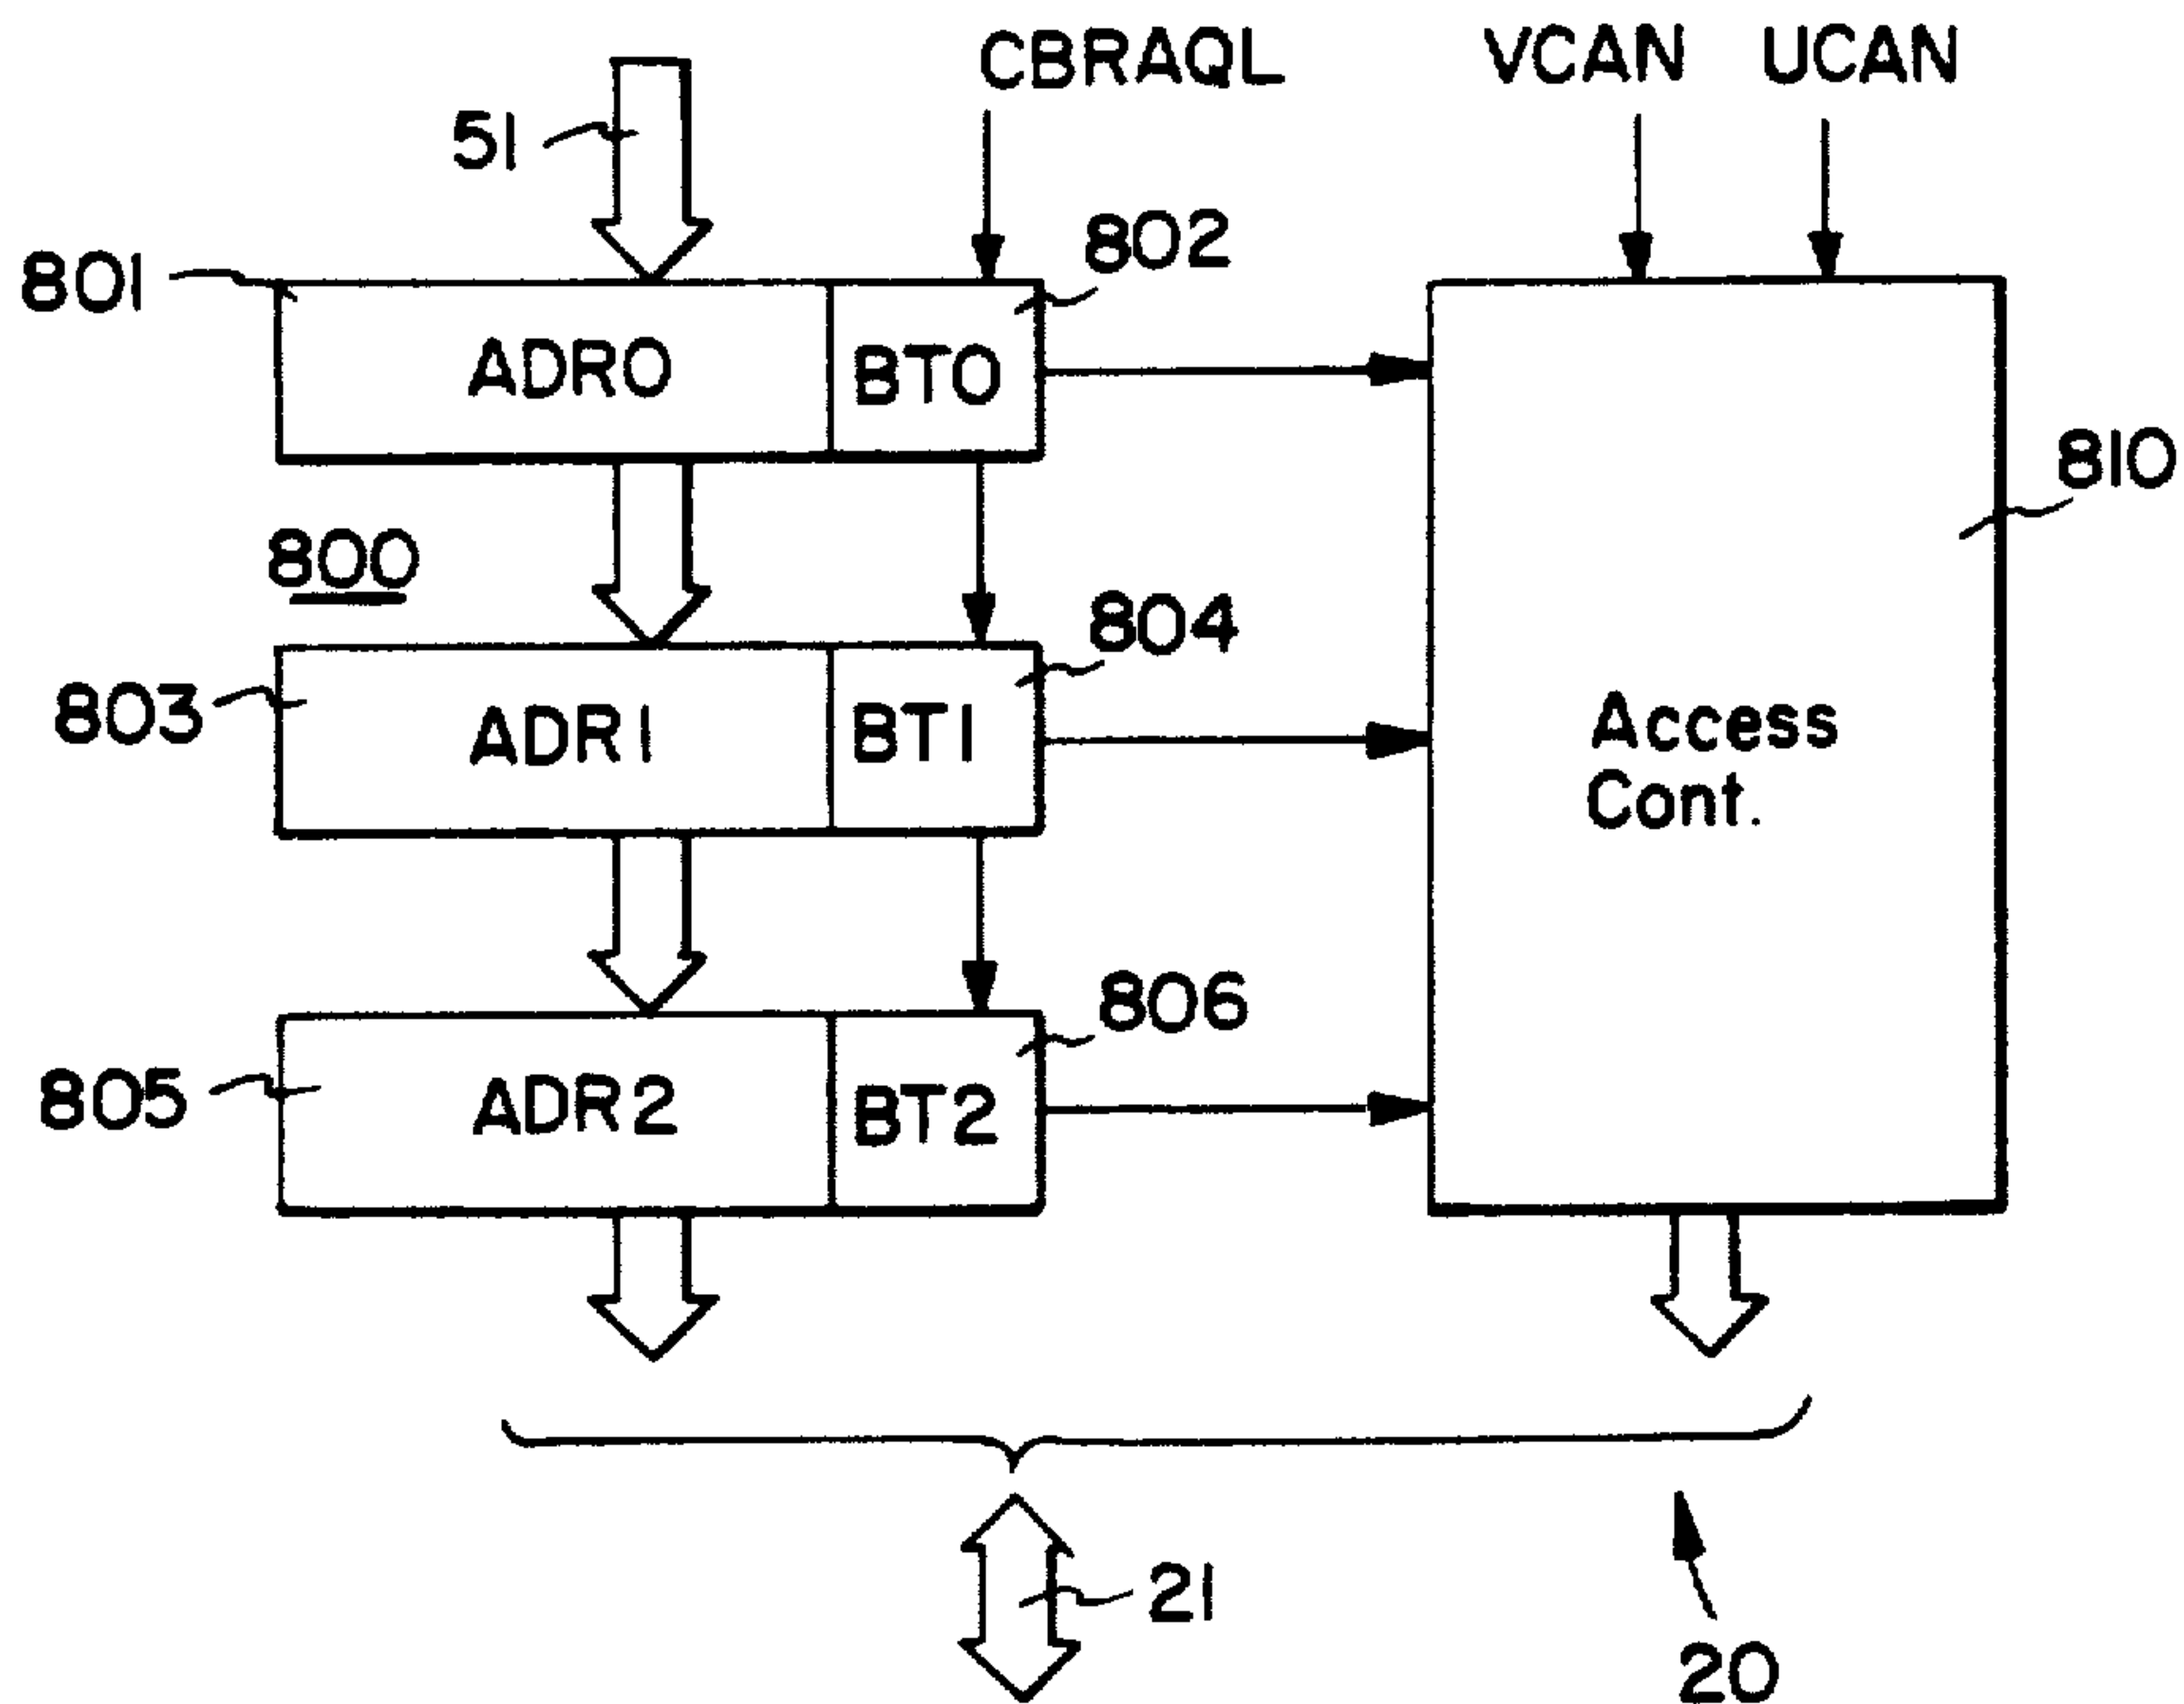 CBRAQL VCAN UCAN
51
802
801
ADR0 BT0
810
800
804
803
ADR1 BT1
Access
Cont.
806
805
ADR2 BT2
21
20